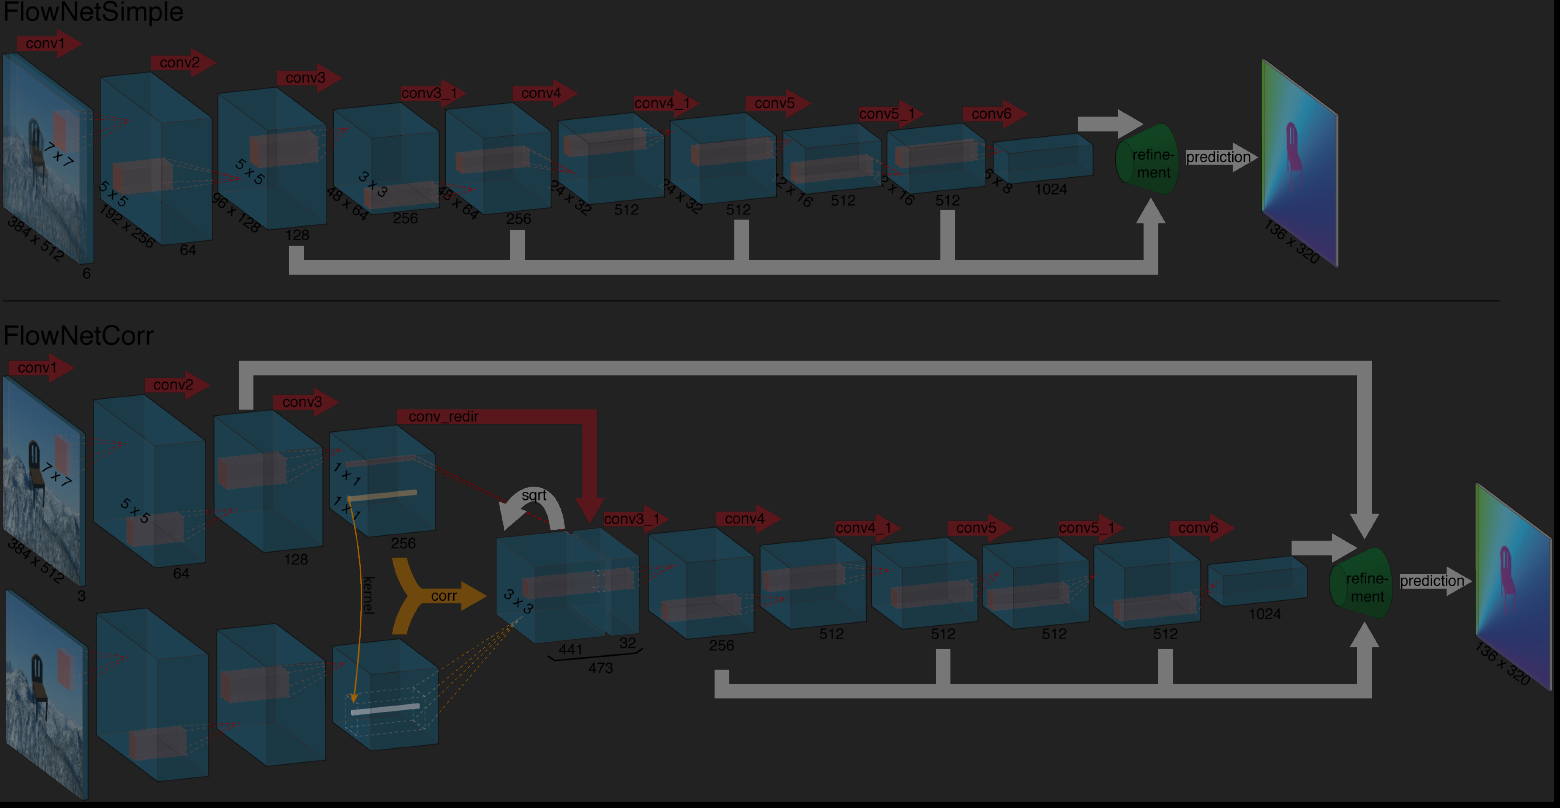 FlowNetSimple
conv1
conv2
conv3
conv3_1
conv4
conv4_1
conv5
conv5_1
conv6
7 x 7
5 x 5
5 x 5
3 x 3
384 x 512
192 x 256
96 x 128
48 x 64
48 x 64
24 x 32
24 x 32
12 x 16
12 x 16
6 x 8
6
64
128
256
256
512
512
512
512
1024
refine-
ment
prediction
136 x 320
FlowNetCorr
conv1
conv2
conv3
conv_redir
sqrt
conv3_1
conv4
conv4_1
conv5
conv5_1
conv6
7 x 7
5 x 5
1 x 1
1 x 1
kernel
corr
3 x 3
384 x 512
3
64
128
256
441
32
473
256
512
512
512
512
1024
refine-
ment
prediction
136 x 320